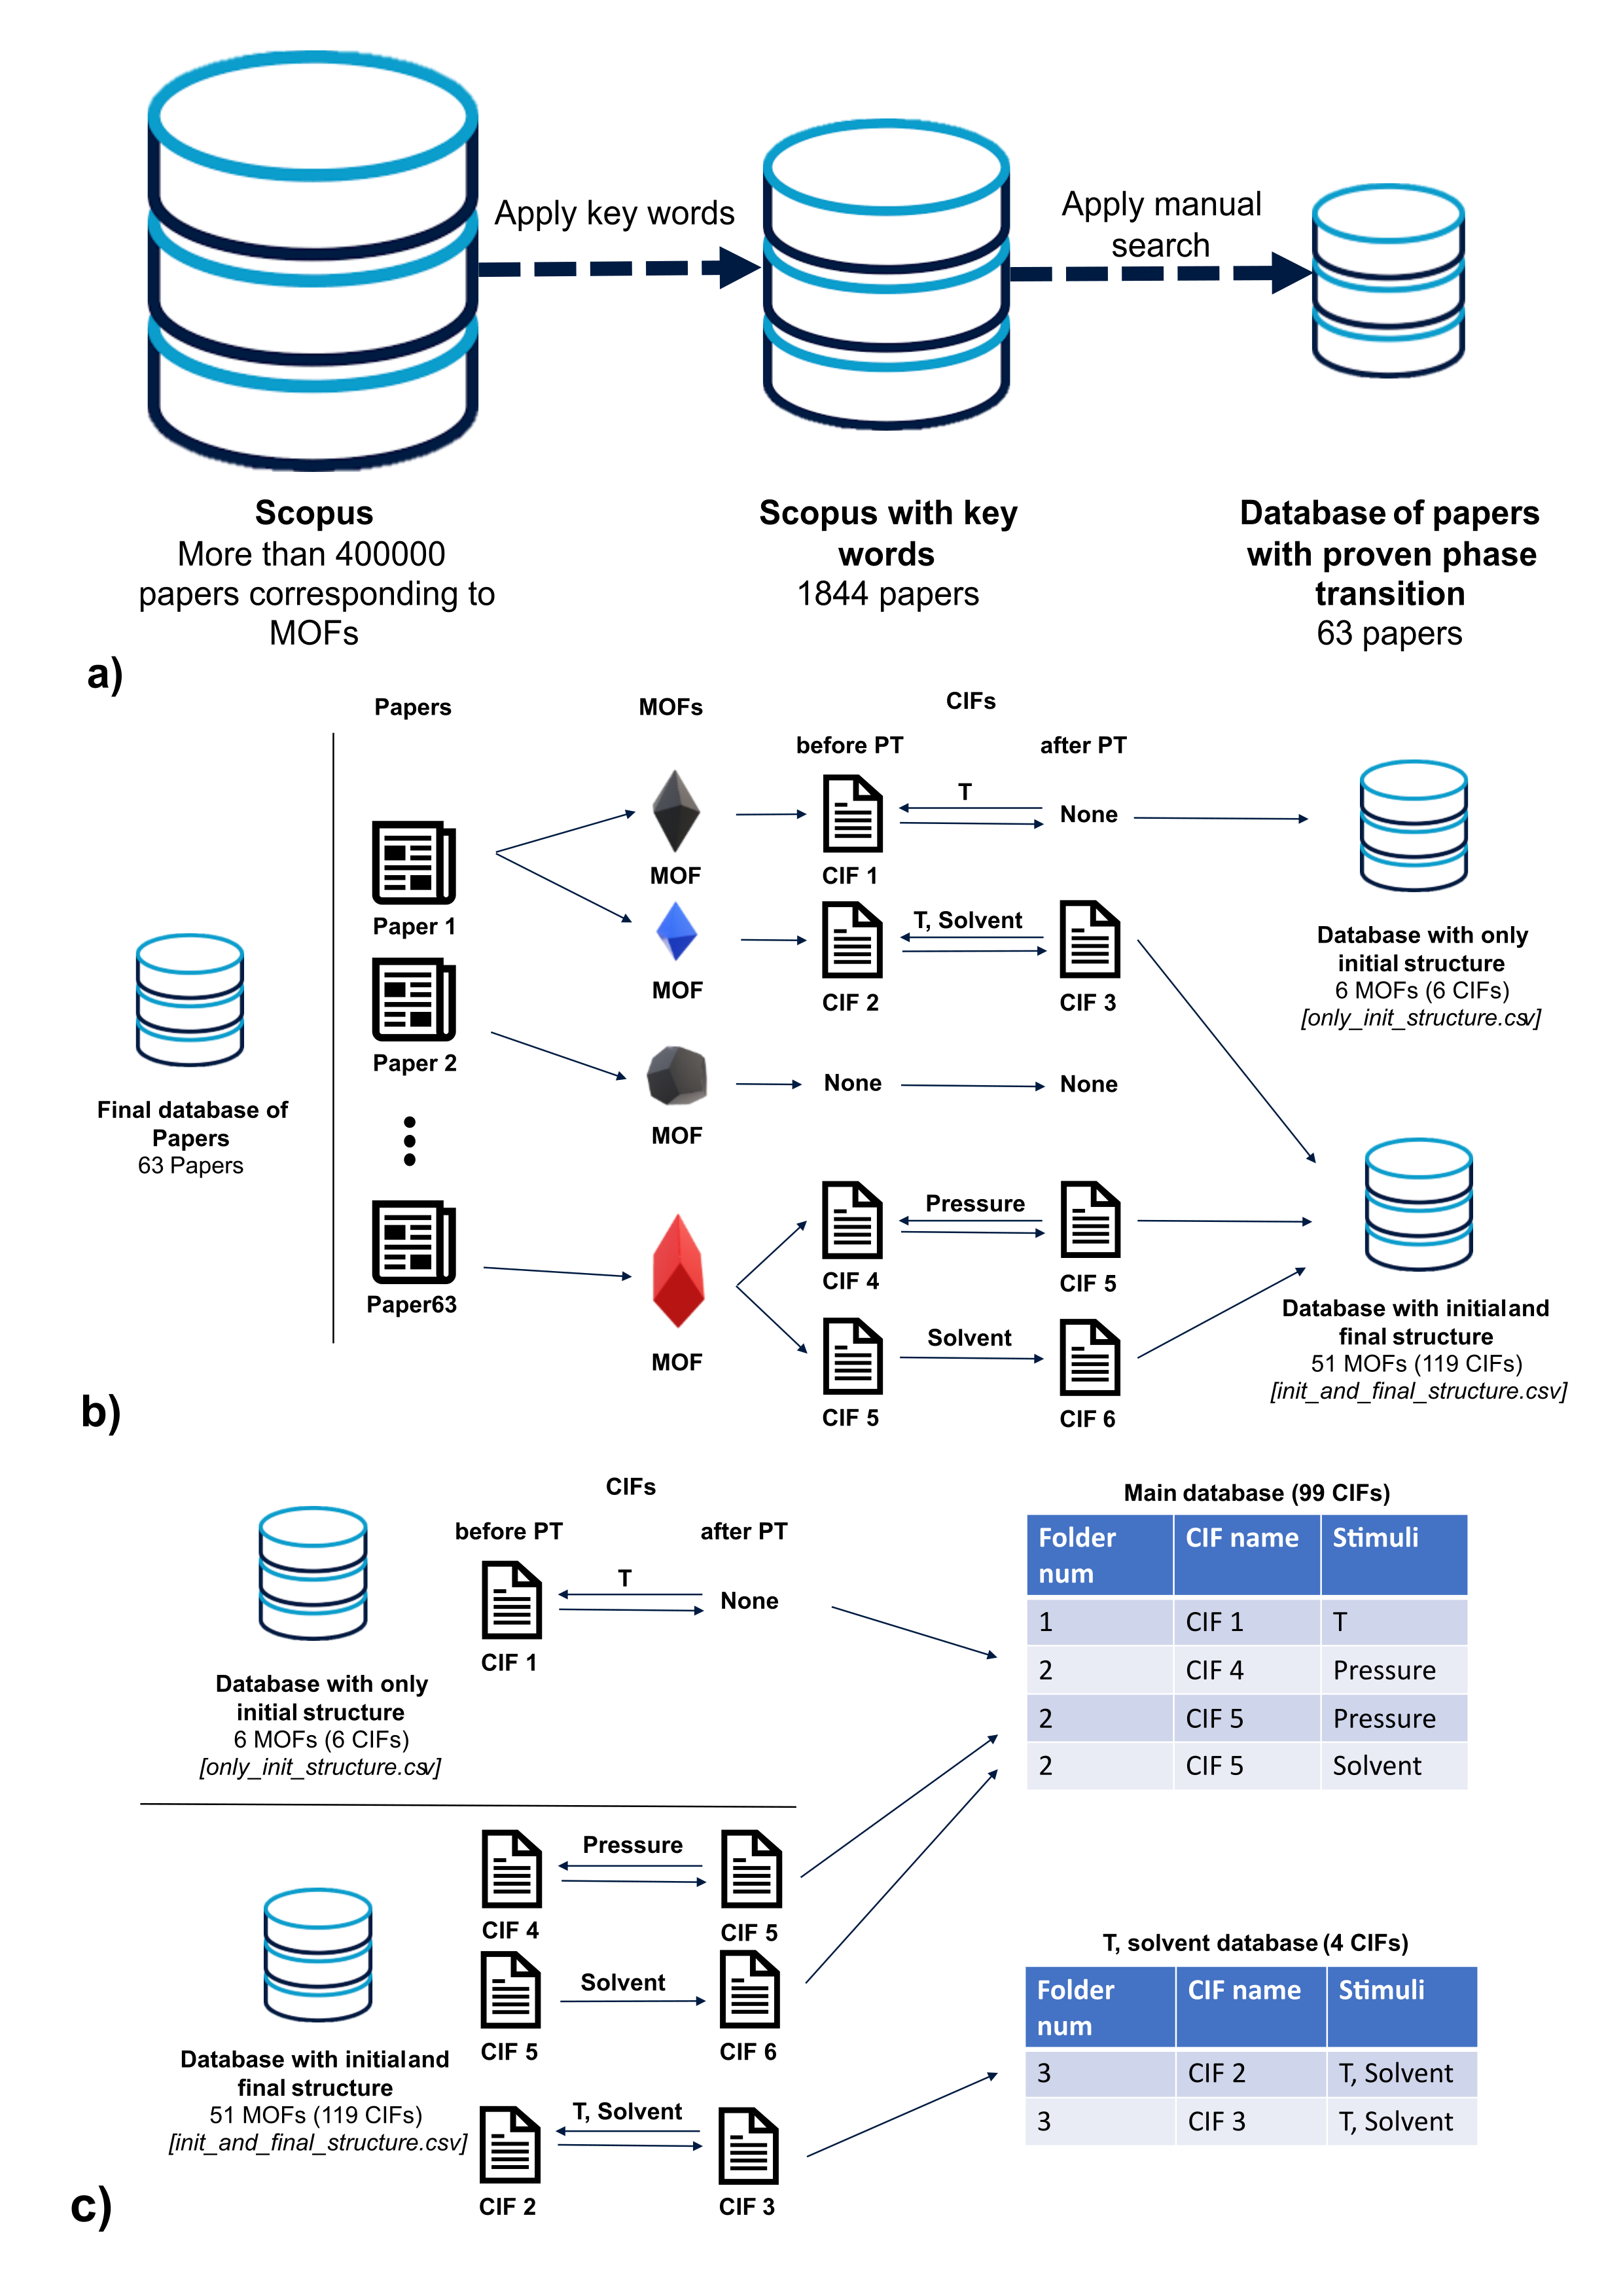 Apply key words
Apply manual
search
Scopus
More than 400000
papers corresponding to
MOFs
Scopus with key
words
1844 papers
Database of papers
with proven phase
transition
63 papers
a)
Papers
MOFs
CIFs
before PT
after PT
T
None
MOF
CIF 1
Paper 1
T, Solvent
MOF
CIF 2
CIF 3
Database with only
initial structure
6 MOFs (6 CIFs)
[only_init_structure.csv]
Paper 2
None
None
MOF
Final database of
Papers
63 Papers
Pressure
CIF 4
CIF 5
Paper63
Solvent
MOF
CIF 5
CIF 6
Database with initial and
final structure
51 MOFs (119 CIFs)
[init_and_final_structure.csv]
b)
CIFs
before PT
after PT
T
None
CIF 1
Database with only
initial structure
6 MOFs (6 CIFs)
[only_init_structure.csv]
Main database (99 CIFs)
Folder num CIF name Stimuli
1 CIF 1 T
2 CIF 4 Pressure
2 CIF 5 Pressure
2 CIF 5 Solvent
Pressure
CIF 4
CIF 5
Solvent
CIF 5
CIF 6
Database with initial and
final structure
51 MOFs (119 CIFs)
[init_and_final_structure.csv]
T, Solvent
CIF 2
CIF 3
T, solvent database (4 CIFs)
Folder num CIF name Stimuli
3 CIF 2 T, Solvent
3 CIF 3 T, Solvent
c)